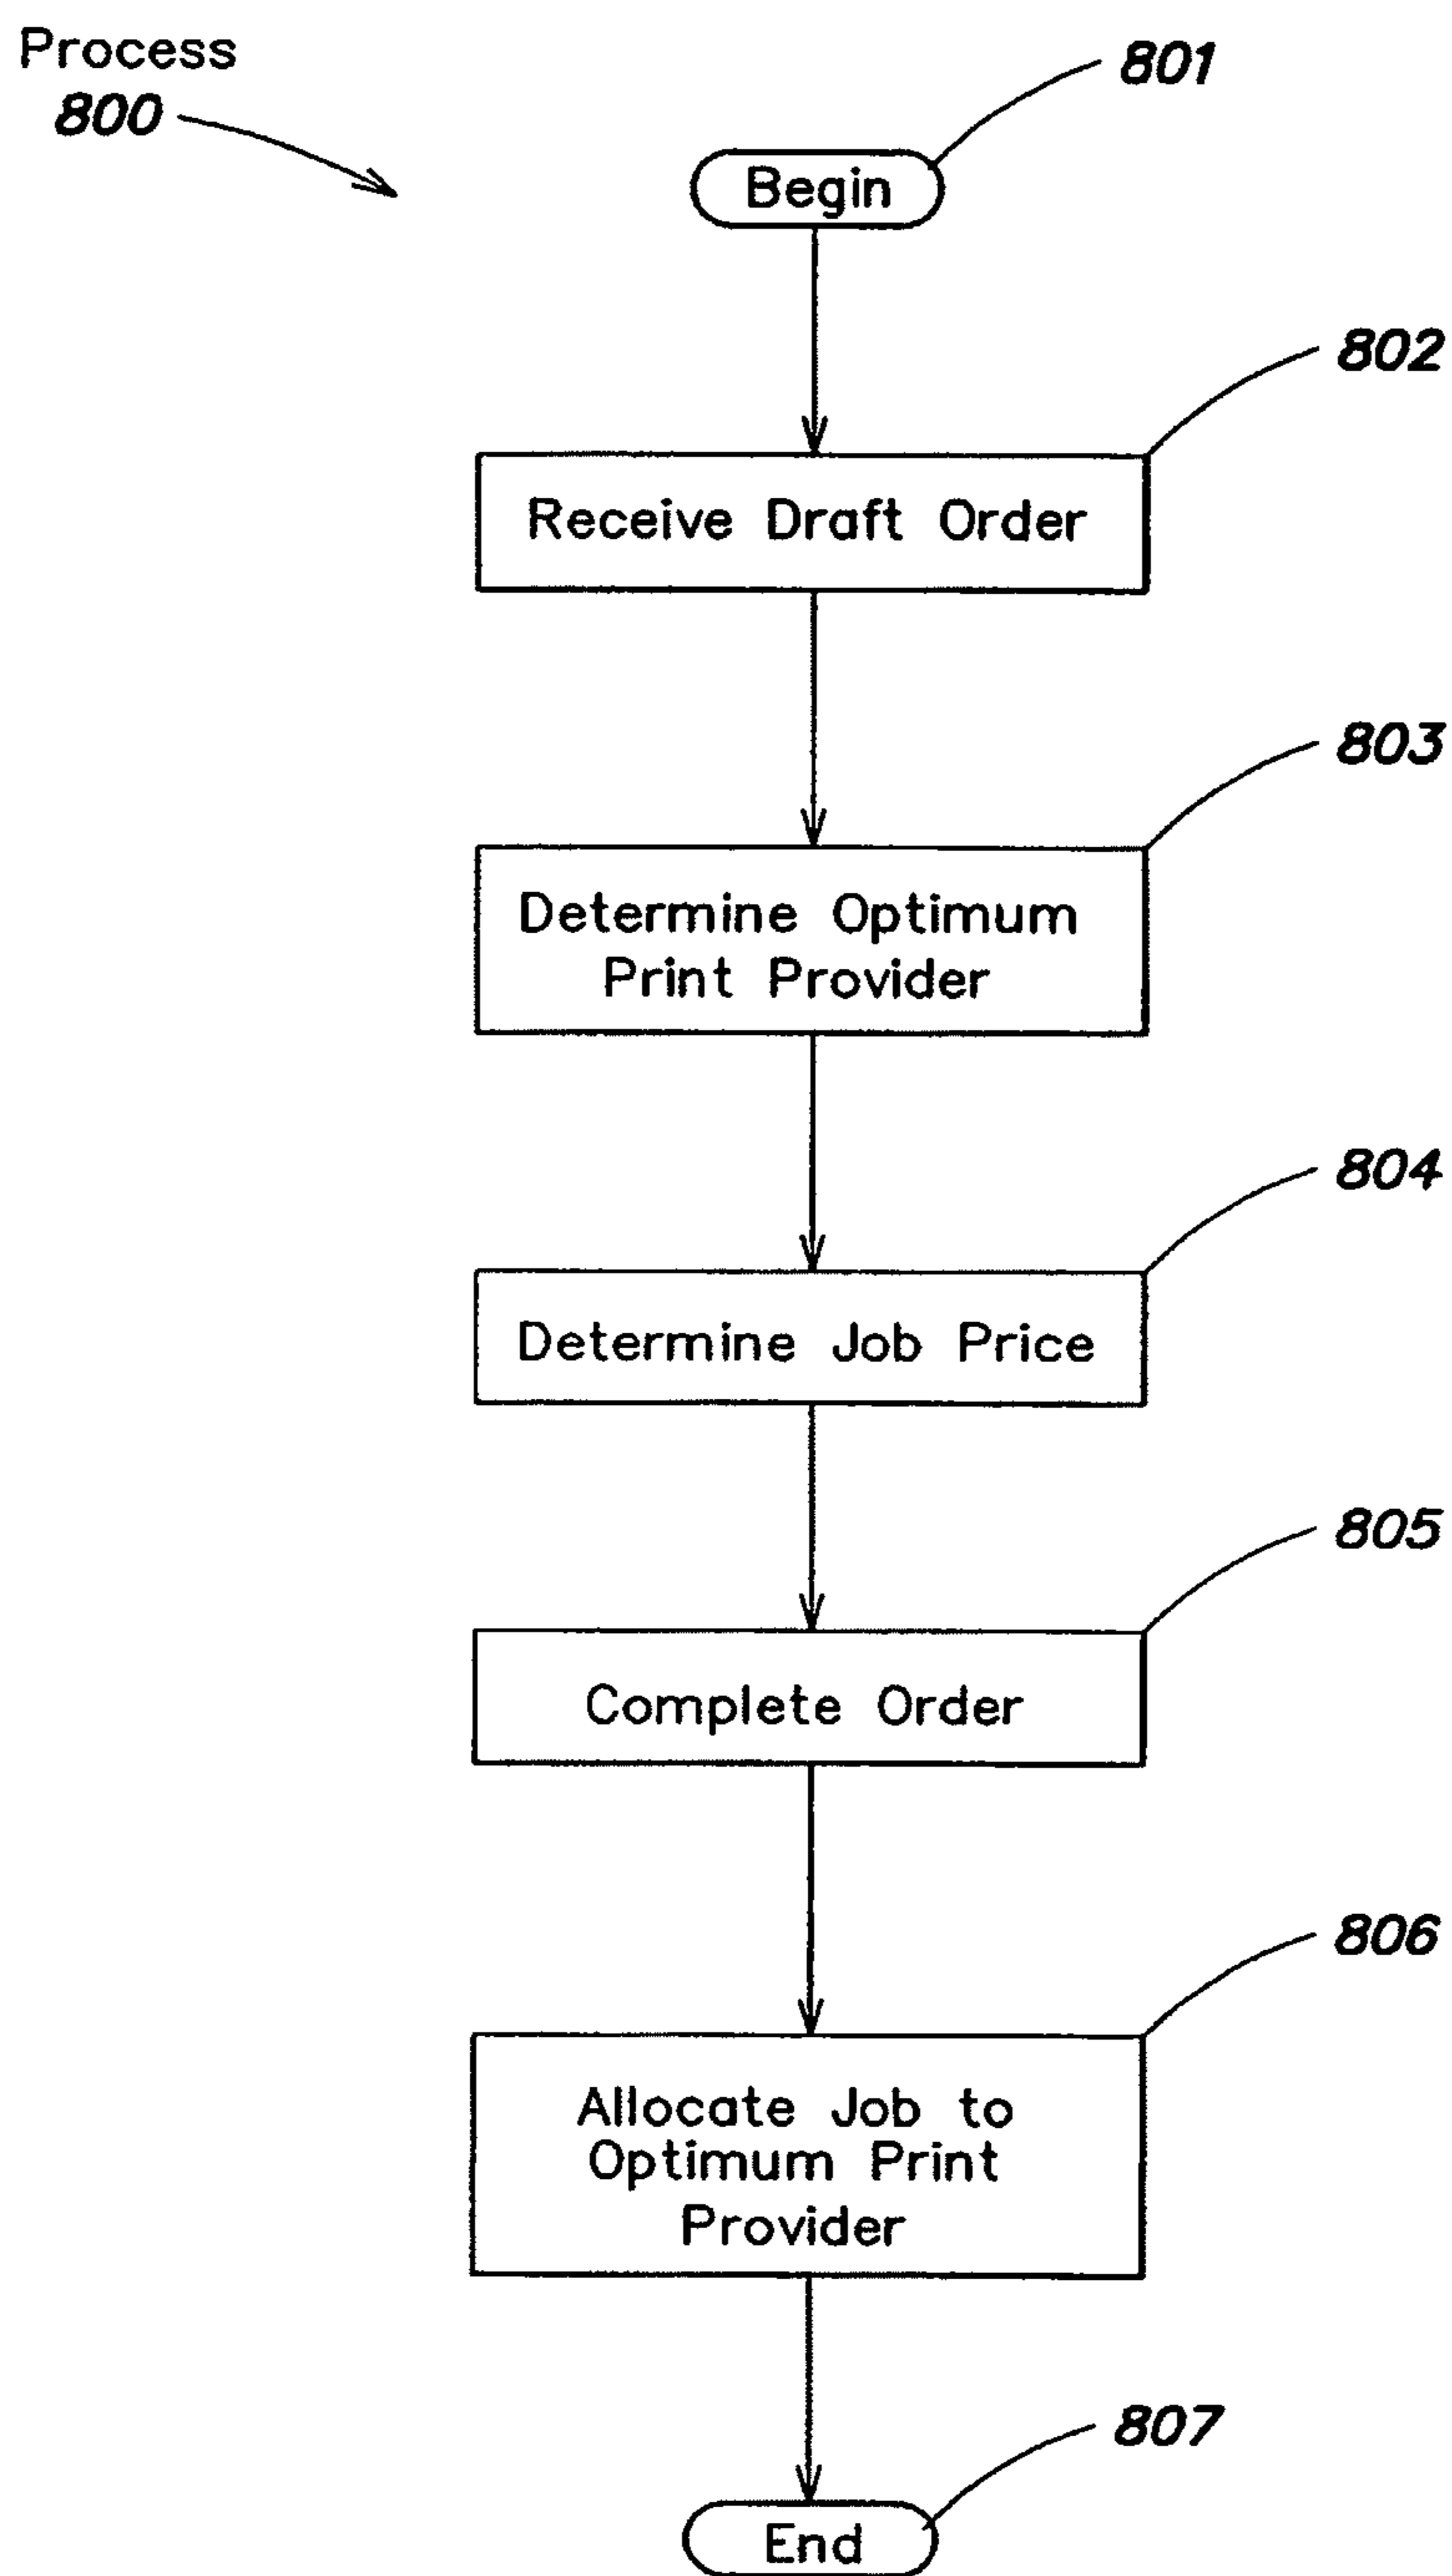 Process
800
801
Begin
802
Receive Draft Order
803
Determine Optimum
Print Provider
804
Determine Job Price
805
Complete Order
806
Allocate Job to
Optimum Print
Provider
807
End